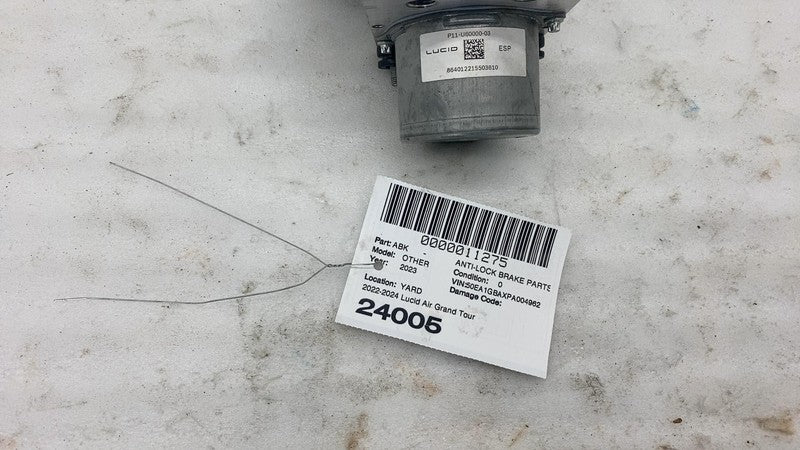 P11-U60000-03
LUCID ESP
864012215503810
0000011275
Part: ABK - ANTI-LOCK BRAKE PARTS
Model: OTHER Condition: 0
Year: 2023 VIN:50EA1GBAXPA004962
Damage Code:
Location: YARD
2022-2024 Lucid Air Grand Tour
24005